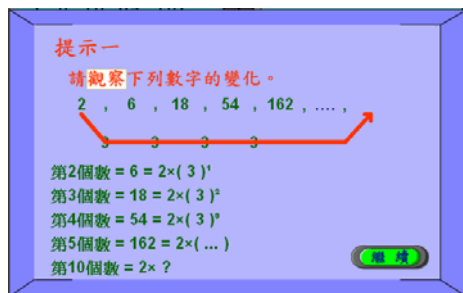 提示一
請觀察下列數字的變化。
2 , 6 , 18 , 54 , 162 , .... ,
3 3 3 3
第2個數 = 6 = 2×( 3 )¹
第3個數 = 18 = 2×( 3 )²
第4個數 = 54 = 2×( 3 )³
第5個數 = 162 = 2×( ... )
第10個數 = 2× ?
繼 續